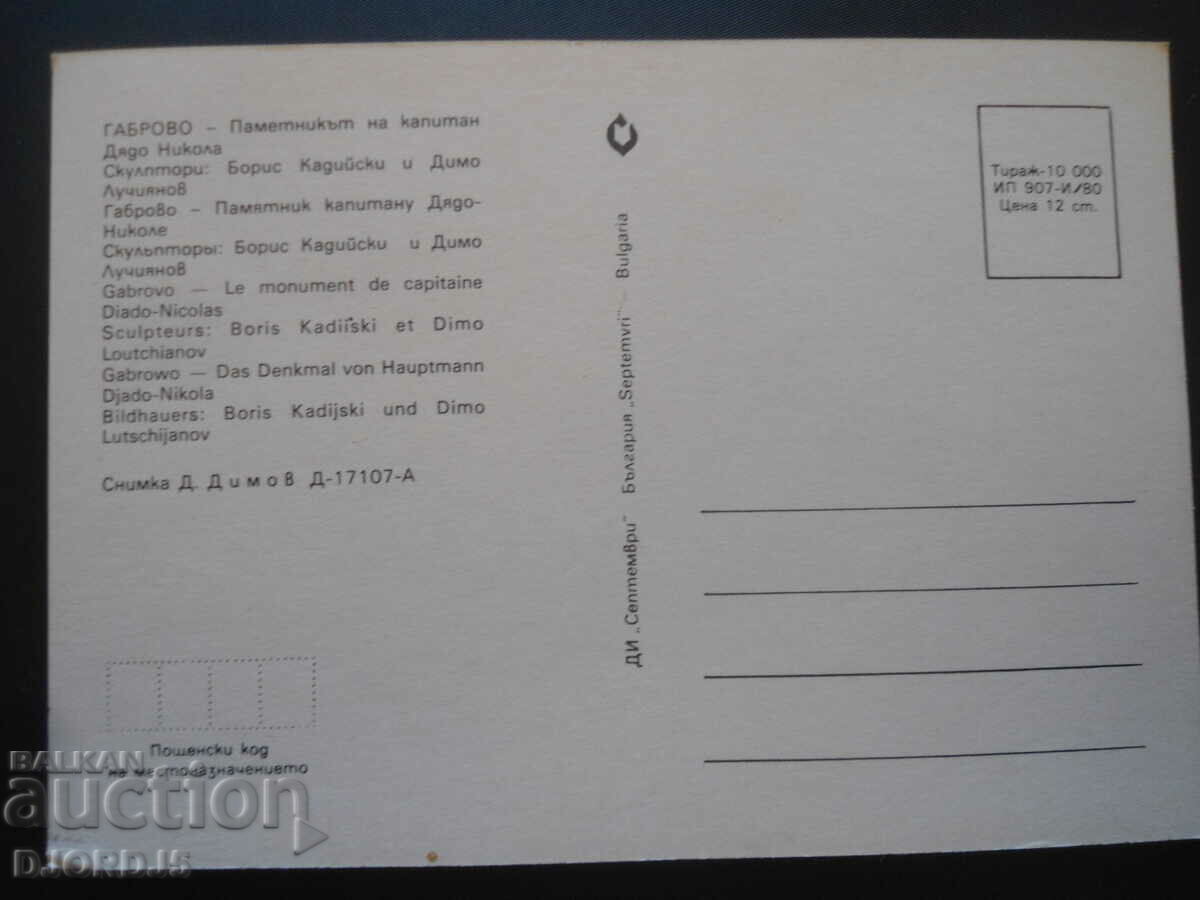 ГАБРОВО – Паметникът на капитан
Дядо Никола
Скулптори: Борис Кадийски и Димо
Лучиянов
Габрово – Памятник капитану Дядо-
Николе
Скульпторы: Борис Кадийски и Димо
Лучиянов
Gabrovo — Le monument de capitaine
Diado-Nicolas
Sculpteurs: Boris Kadiïski et Dimo
Loutchianov
Gabrowo — Das Denkmal von Hauptmann
Djado-Nikola
Bildhauers: Boris Kadijski und Dimo
Lutschijanov
Снимка Д. Димов Д-17107-А
Пощенски код
на местоназначението
ДИ „Септември" България „Septemvri" — Bulgaria
Тираж-10 000
ИП 907-И/80
Цена 12 ст.
BALKAN
auction
DJORDJ5